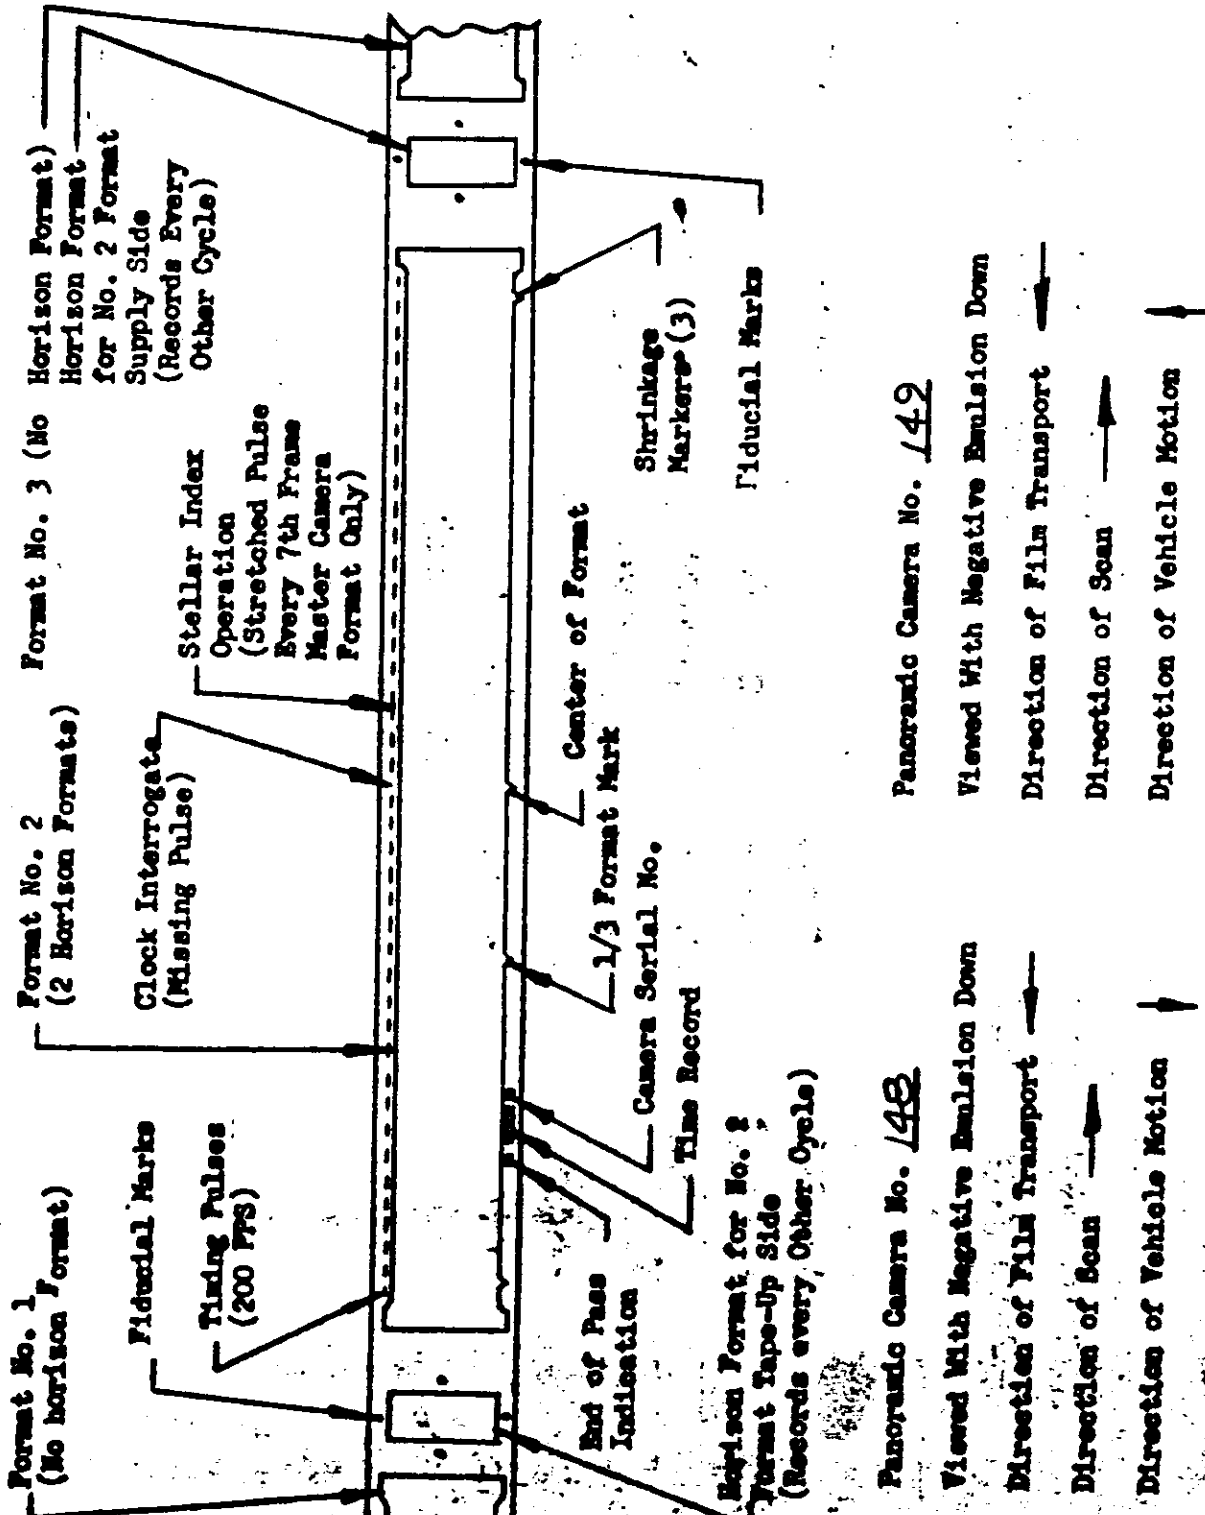 Format No. 1
(No horizon Format)
Format No. 2
(2 Horizon Formats)
Format No. 3 (No Horizon Format)
Horizon Format
for No. 2 Format
Supply Side
(Records Every
Other Cycle)
Fiducial Marks
Timing Pulses
(200 PPS)
Clock Interrogate
(Missing Pulse)
Stellar Index
Operation
(Stretched Pulse
Every 7th Frame
Master Camera
Format Only)
End of Pass
Indication
Time Record
Camera Serial No.
1/3 Format Mark
Center of Format
Shrinkage
Markers (3)
Fiducial Marks
Horizon Format for No. 2
Format Tape-Up Side
(Records every Other Cycle)
Panoramic Camera No. 148
Viewed With Negative Emulsion Down
Direction of Film Transport
Direction of Scan
Direction of Vehicle Motion
Panoramic Camera No. 149
Viewed With Negative Emulsion Down
Direction of Film Transport
Direction of Scan
Direction of Vehicle Motion